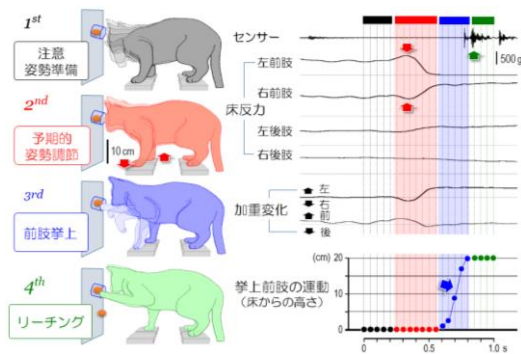 1st
注意
姿勢準備
2nd
予期的
姿勢調節
10 cm
3rd
前肢挙上
4th
リーチング
センサー
500 g
左前肢
右前肢
床反力
左後肢
右後肢
加重変化
左
右
前
後
(cm)
20
10
0
挙上前肢の運動
(床からの高さ)
0
0.5
1.0 s